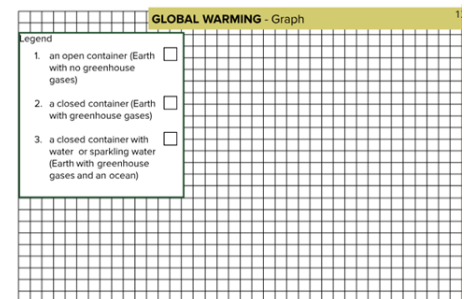 GLOBAL WARMING - Graph
Legend
1. an open container (Earth
with no greenhouse
gases)
2. a closed container (Earth
with greenhouse gases)
3. a closed container with
water or sparkling water
(Earth with greenhouse
gases and an ocean)